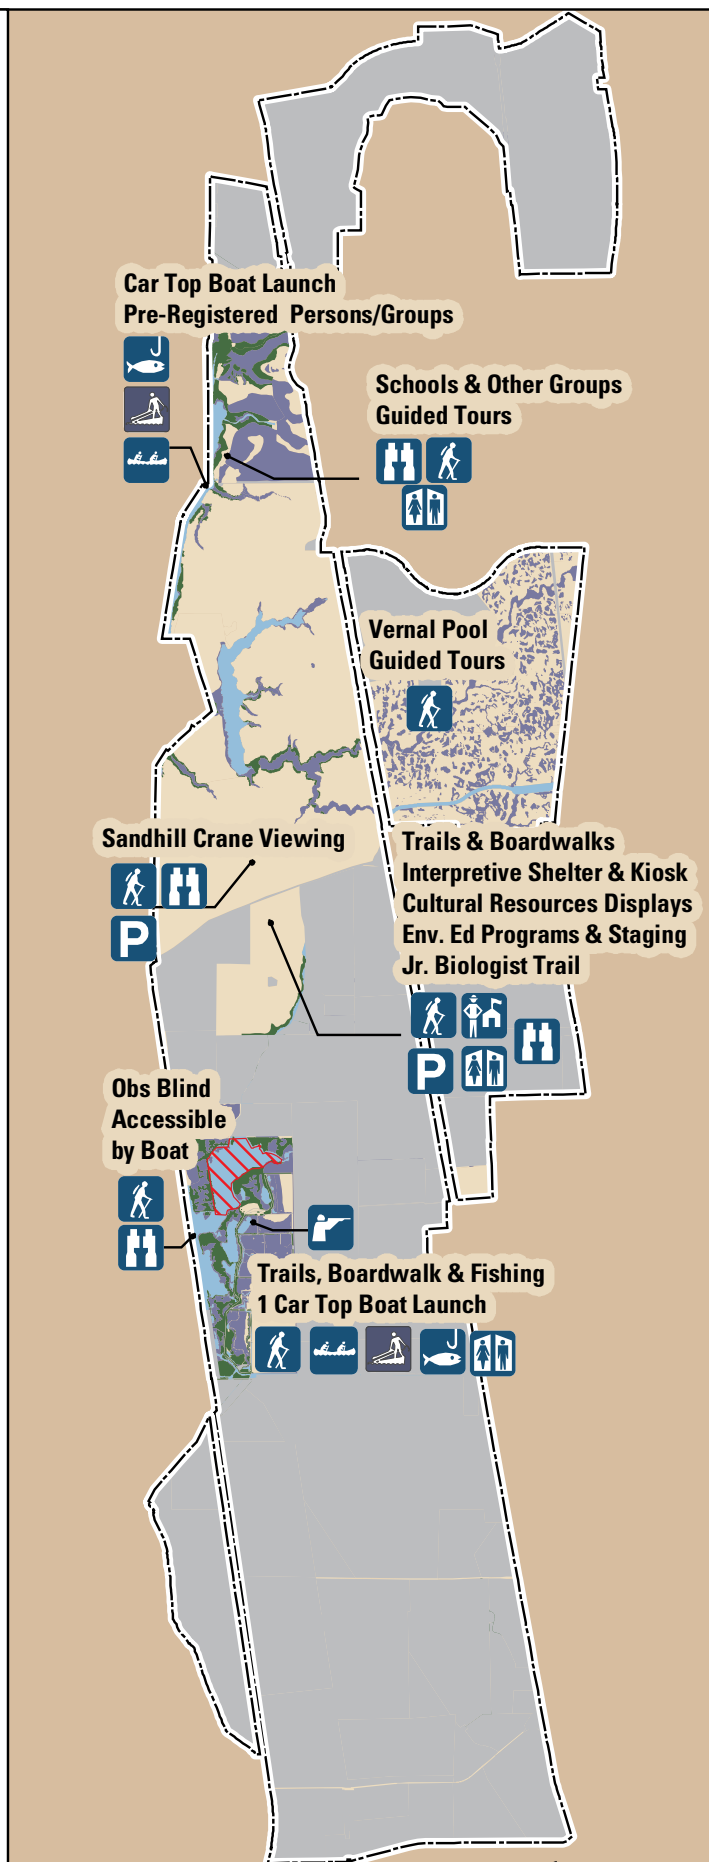 Car Top Boat Launch
Pre-Registered Persons/Groups
Schools & Other Groups
Guided Tours
Vernal Pool
Guided Tours
Sandhill Crane Viewing
P
Trails & Boardwalks
Interpretive Shelter & Kiosk
Cultural Resources Displays
Env. Ed Programs & Staging
Jr. Biologist Trail
P
Obs Blind
Accessible
by Boat
Trails, Boardwalk & Fishing
1 Car Top Boat Launch